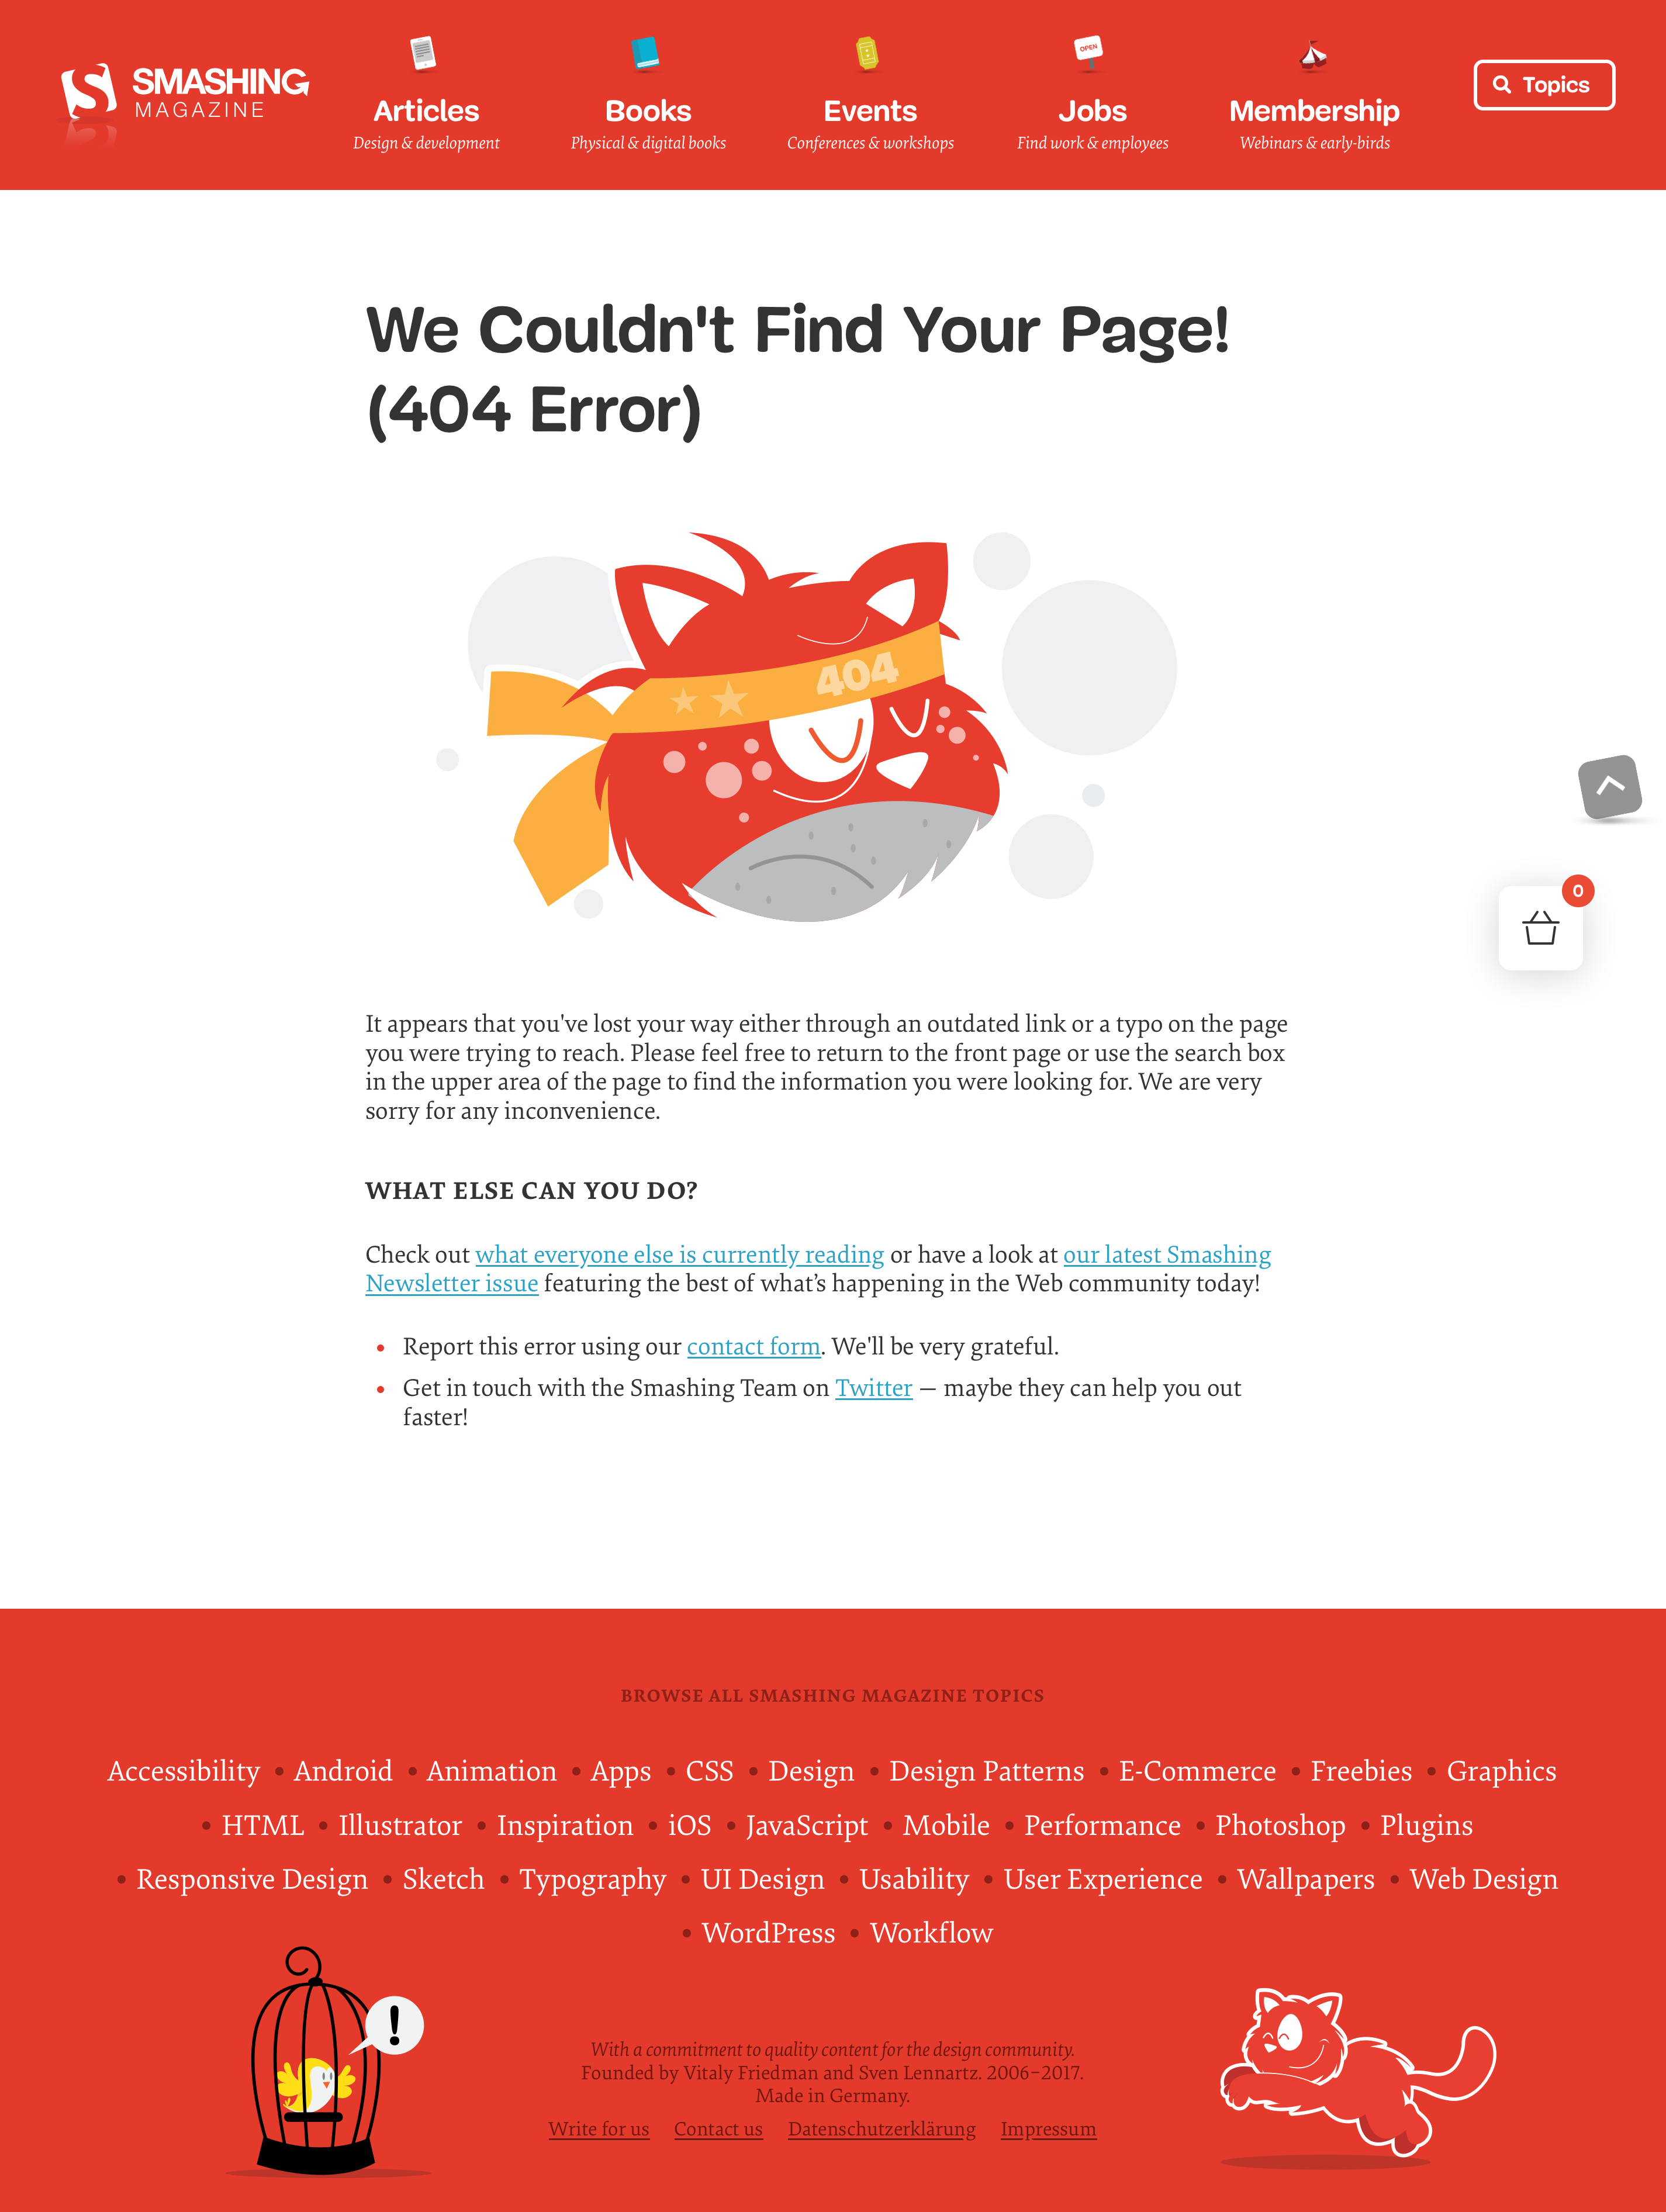 SMASHING
MAGAZINE
Articles
Design & development
Books
Physical & digital books
Events
Conferences & workshops
OPEN
Jobs
Find work & employees
Membership
Webinars & early-birds
Topics
We Couldn't Find Your Page!
(404 Error)
404
0
It appears that you've lost your way either through an outdated link or a typo on the page
you were trying to reach. Please feel free to return to the front page or use the search box
in the upper area of the page to find the information you were looking for. We are very
sorry for any inconvenience.
WHAT ELSE CAN YOU DO?
Check out what everyone else is currently reading or have a look at our latest Smashing
Newsletter issue featuring the best of what’s happening in the Web community today!
• Report this error using our contact form. We'll be very grateful.
• Get in touch with the Smashing Team on Twitter — maybe they can help you out
faster!
BROWSE ALL SMASHING MAGAZINE TOPICS
Accessibility • Android • Animation • Apps • CSS • Design • Design Patterns • E-Commerce • Freebies • Graphics
• HTML • Illustrator • Inspiration • iOS • JavaScript • Mobile • Performance • Photoshop • Plugins
• Responsive Design • Sketch • Typography • UI Design • Usability • User Experience • Wallpapers • Web Design
• WordPress • Workflow
!
With a commitment to quality content for the design community.
Founded by Vitaly Friedman and Sven Lennartz. 2006–2017.
Made in Germany.
Write for us Contact us Datenschutzerklärung Impressum